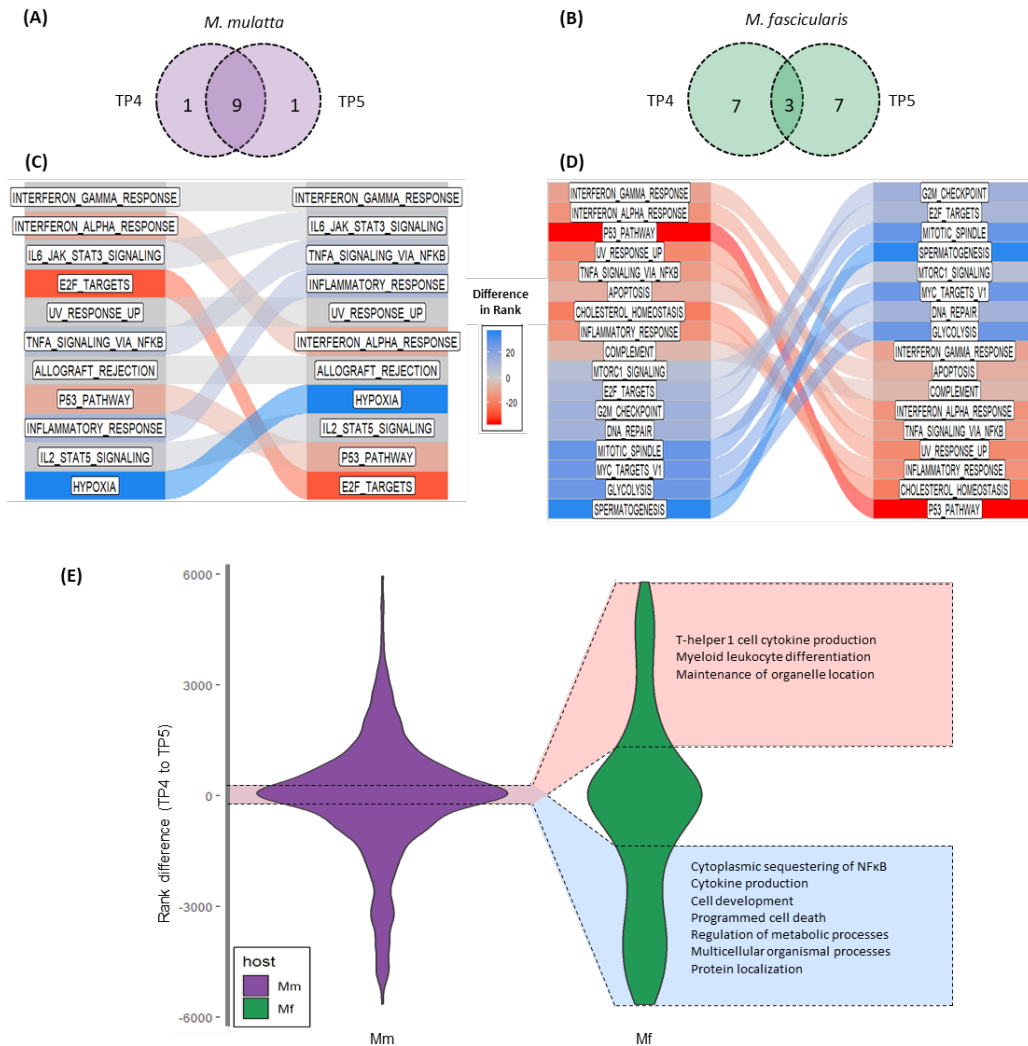 (A)
M. mulatta
TP4
1
9
1
TP5
(B)
M. fascicularis
TP4
7
3
7
TP5
(C)
INTERFERON_GAMMA_RESPONSE
INTERFERON_ALPHA_RESPONSE
IL6_JAK_STAT3_SIGNALING
E2F_TARGETS
UV_RESPONSE_UP
TNFA_SIGNALING_VIA_NFKB
ALLOGRAFT_REJECTION
P53_PATHWAY
INFLAMMATORY_RESPONSE
IL2_STAT5_SIGNALING
HYPOXIA
INTERFERON_GAMMA_RESPONSE
IL6_JAK_STAT3_SIGNALING
TNFA_SIGNALING_VIA_NFKB
INFLAMMATORY_RESPONSE
UV_RESPONSE_UP
INTERFERON_ALPHA_RESPONSE
ALLOGRAFT_REJECTION
HYPOXIA
IL2_STAT5_SIGNALING
P53_PATHWAY
E2F_TARGETS
Difference
in Rank
20
0
-20
(D)
INTERFERON_GAMMA_RESPONSE
INTERFERON_ALPHA_RESPONSE
P53_PATHWAY
UV_RESPONSE_UP
TNFA_SIGNALING_VIA_NFKB
APOPTOSIS
CHOLESTEROL_HOMEOSTASIS
INFLAMMATORY_RESPONSE
COMPLEMENT
MTORC1_SIGNALING
E2F_TARGETS
G2M_CHECKPOINT
DNA_REPAIR
MITOTIC_SPINDLE
MYC_TARGETS_V1
GLYCOLYSIS
SPERMATOGENESIS
G2M_CHECKPOINT
E2F_TARGETS
MITOTIC_SPINDLE
SPERMATOGENESIS
MTORC1_SIGNALING
MYC_TARGETS_V1
DNA_REPAIR
GLYCOLYSIS
INTERFERON_GAMMA_RESPONSE
APOPTOSIS
COMPLEMENT
INTERFERON_ALPHA_RESPONSE
TNFA_SIGNALING_VIA_NFKB
UV_RESPONSE_UP
INFLAMMATORY_RESPONSE
CHOLESTEROL_HOMEOSTASIS
P53_PATHWAY
(E)
Rank difference (TP4 to TP5)
6000
3000
0
-3000
-6000
host
Mm
Mf
T-helper 1 cell cytokine production
Myeloid leukocyte differentiation
Maintenance of organelle location
Cytoplasmic sequestering of NFκB
Cytokine production
Cell development
Programmed cell death
Regulation of metabolic processes
Multicellular organismal processes
Protein localization
Mm
Mf